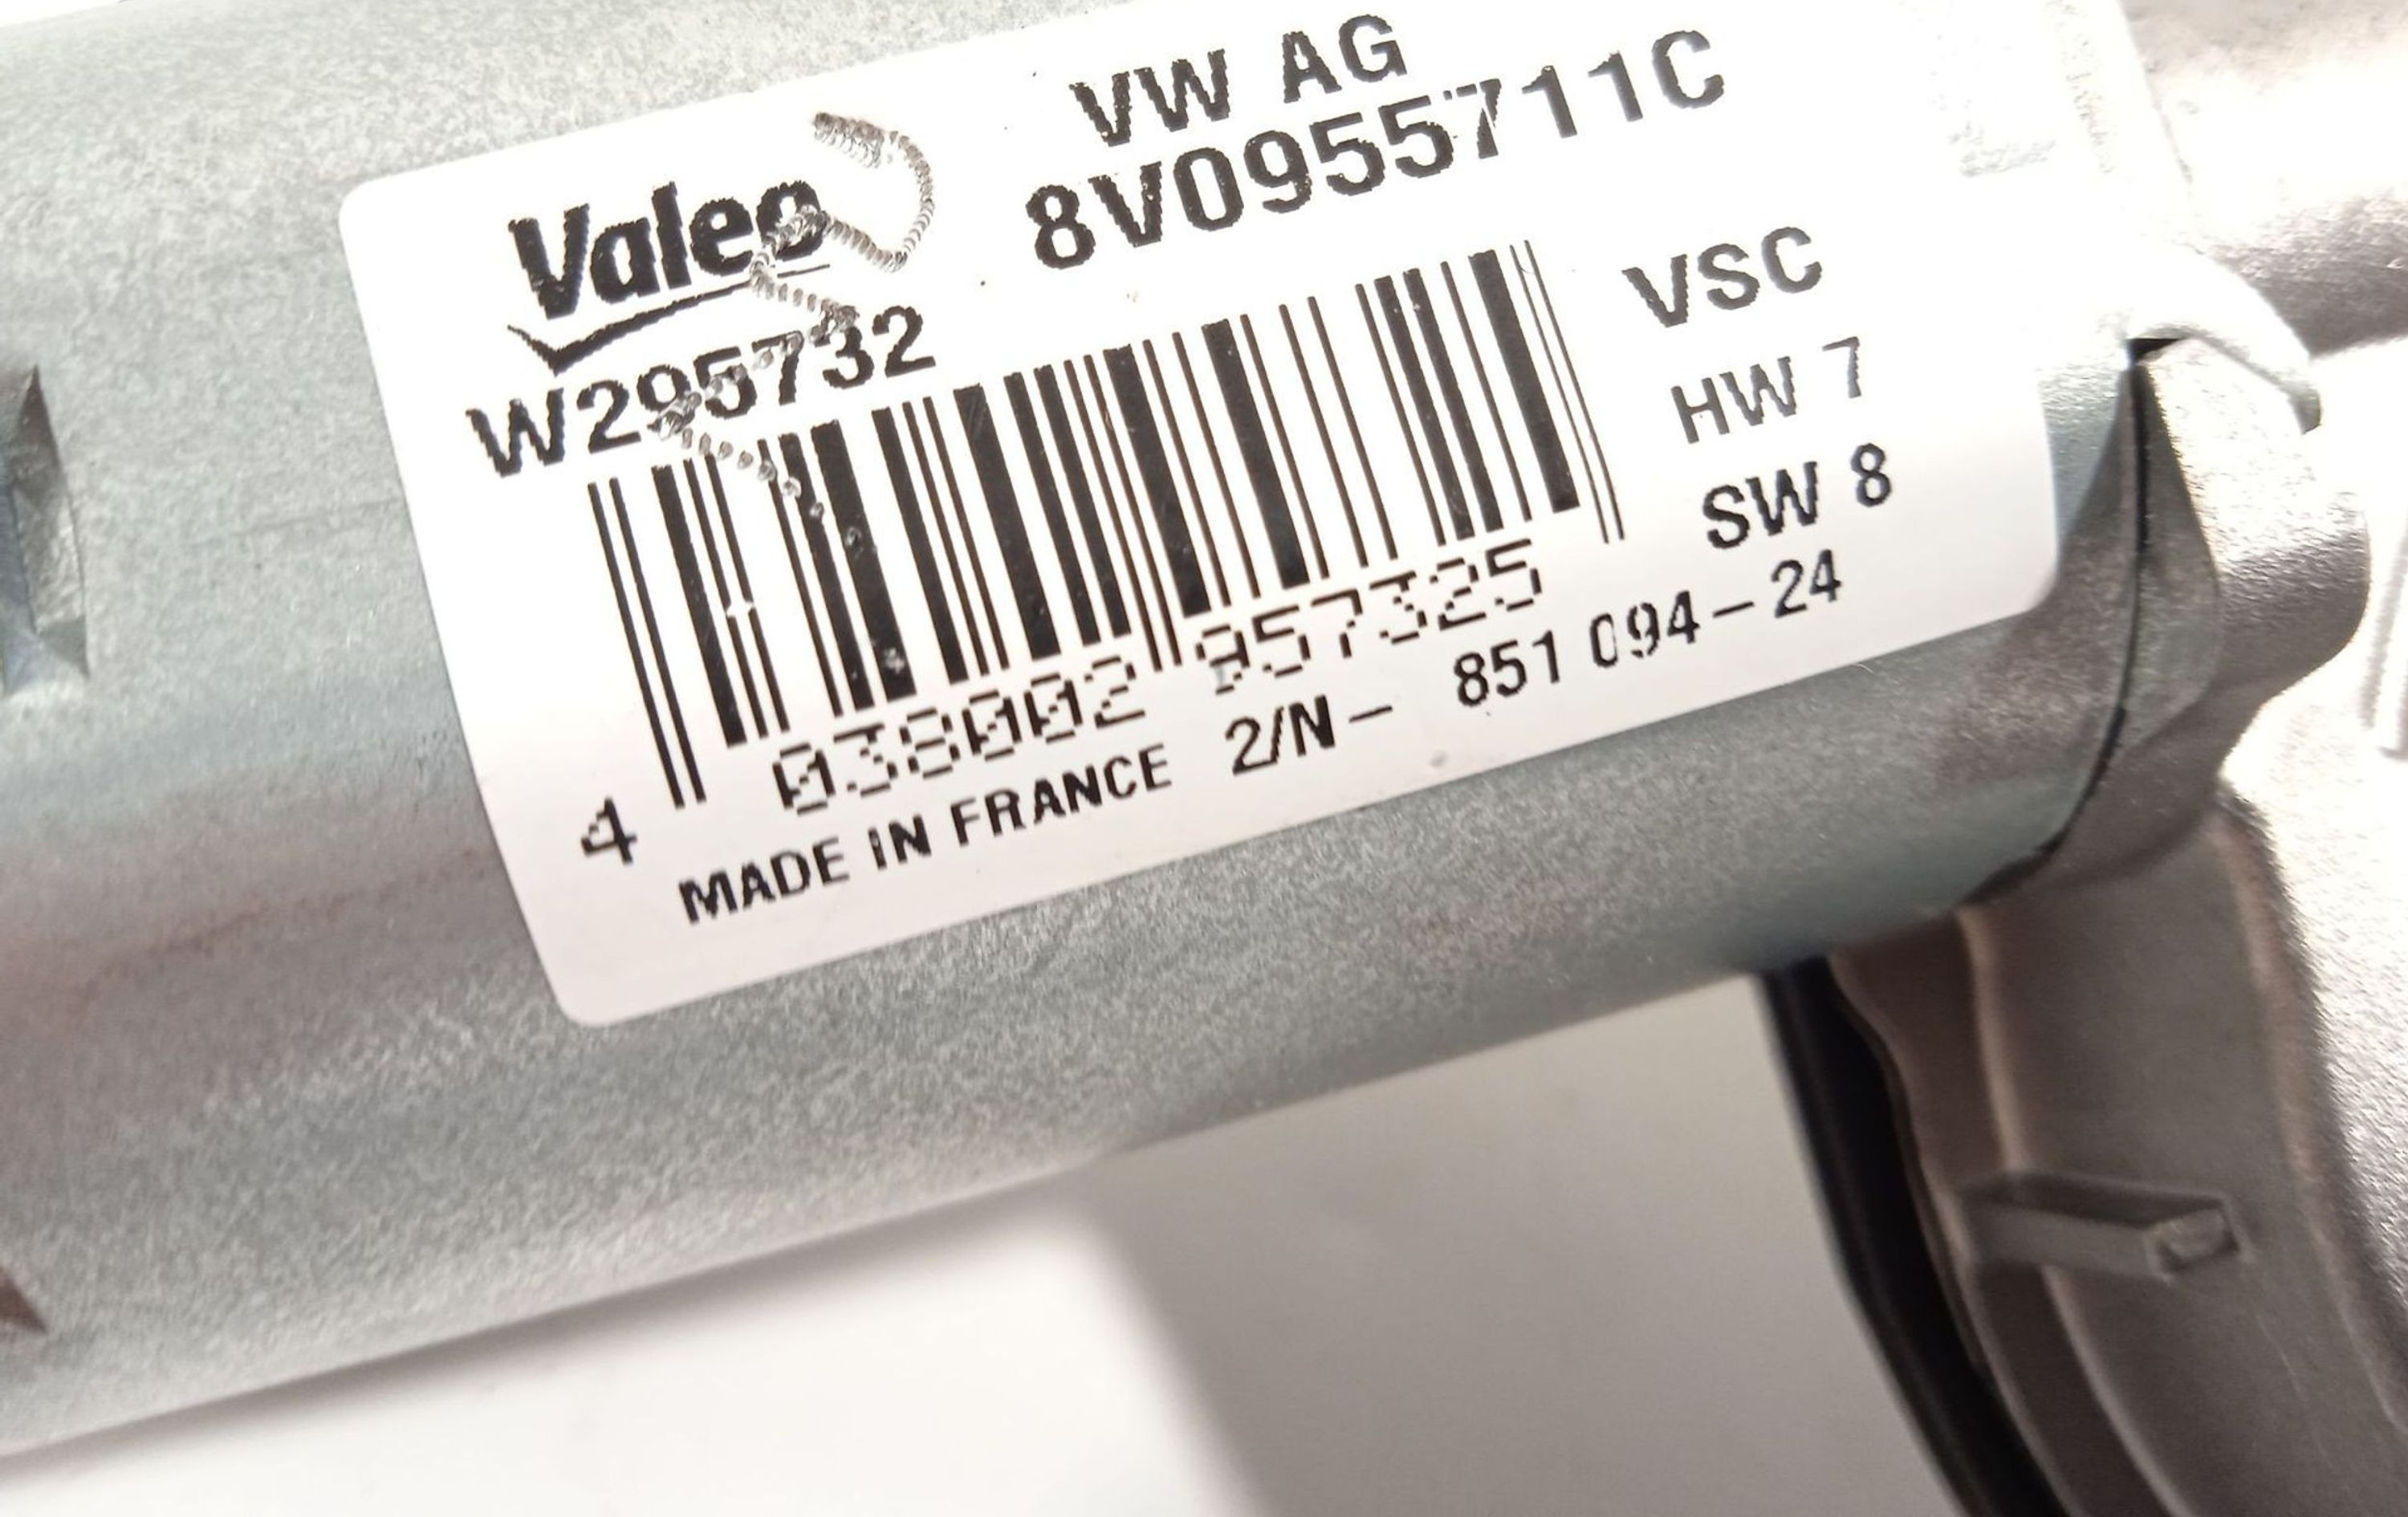 VW AG
Valeo
8V0955711C
W295732
VSC
HW 7
SW 8
4 038002 957325
MADE IN FRANCE 2/N- 851 094-24